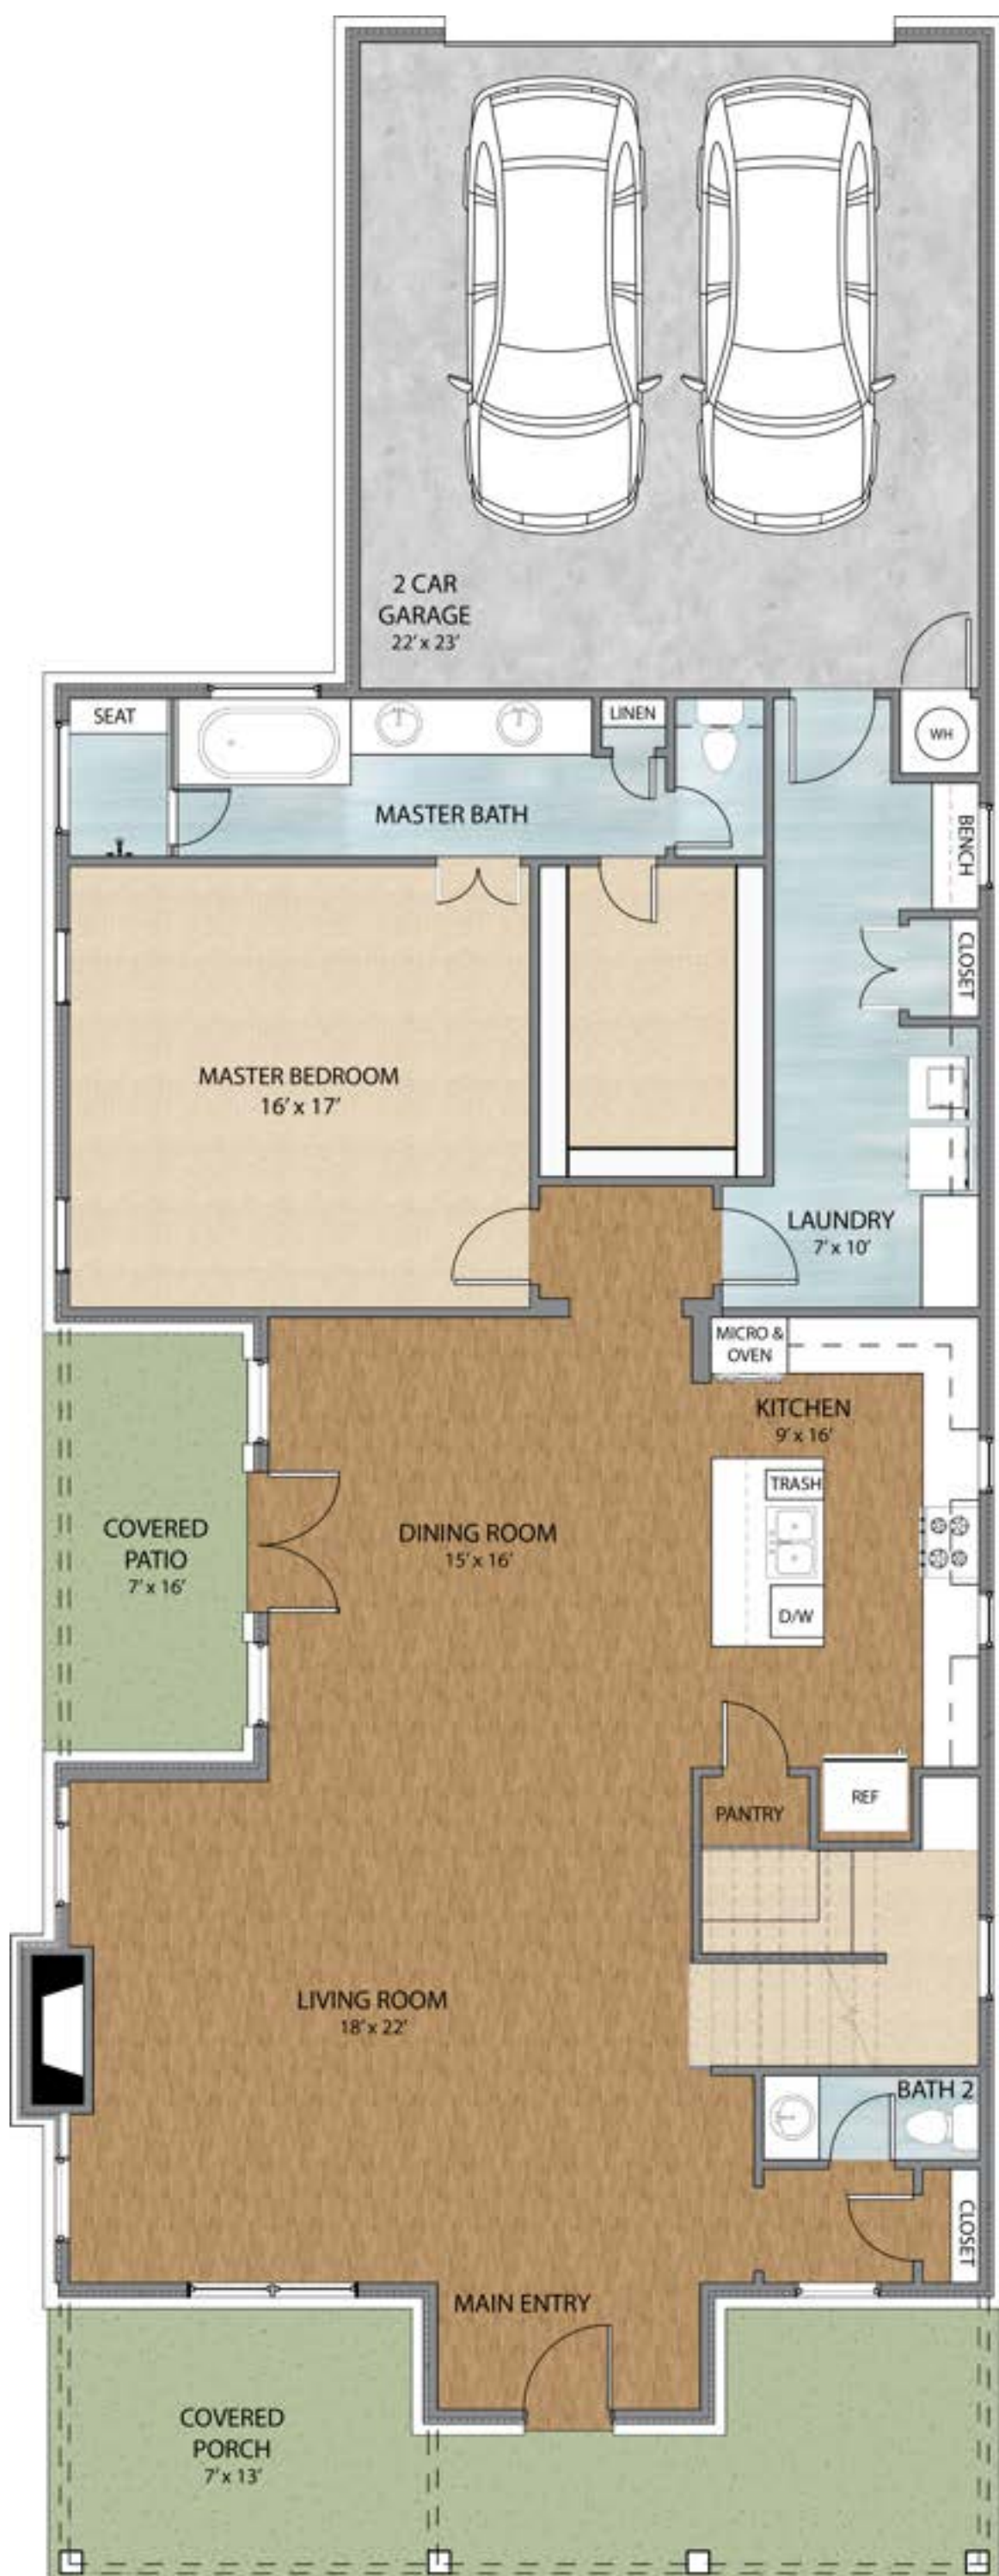 2 CAR
GARAGE
22' x 23'
SEAT
LINEN
WH
MASTER BATH
BENCH
CLOSET
MASTER BEDROOM
16' x 17'
LAUNDRY
7' x 10'
MICRO &
OVEN
KITCHEN
9' x 16'
TRASH
COVERED
PATIO
7' x 16'
DINING ROOM
15' x 16'
D/W
PANTRY
REF
LIVING ROOM
18' x 22'
BATH 2
CLOSET
MAIN ENTRY
COVERED
PORCH
7' x 13'